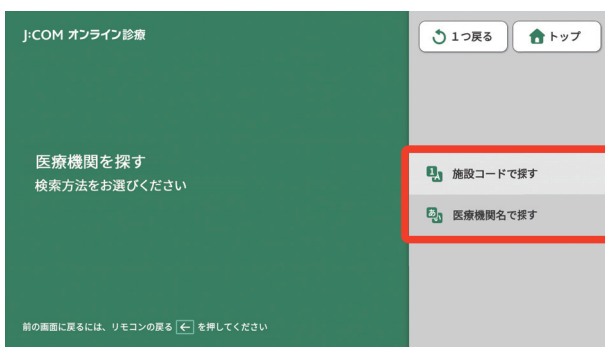 J:COM オンライン診療
1つ戻る
トップ
医療機関を探す
検索方法をお選びください
施設コードで探す
医療機関名で探す
前の画面に戻るには、リモコンの戻る ← を押してください